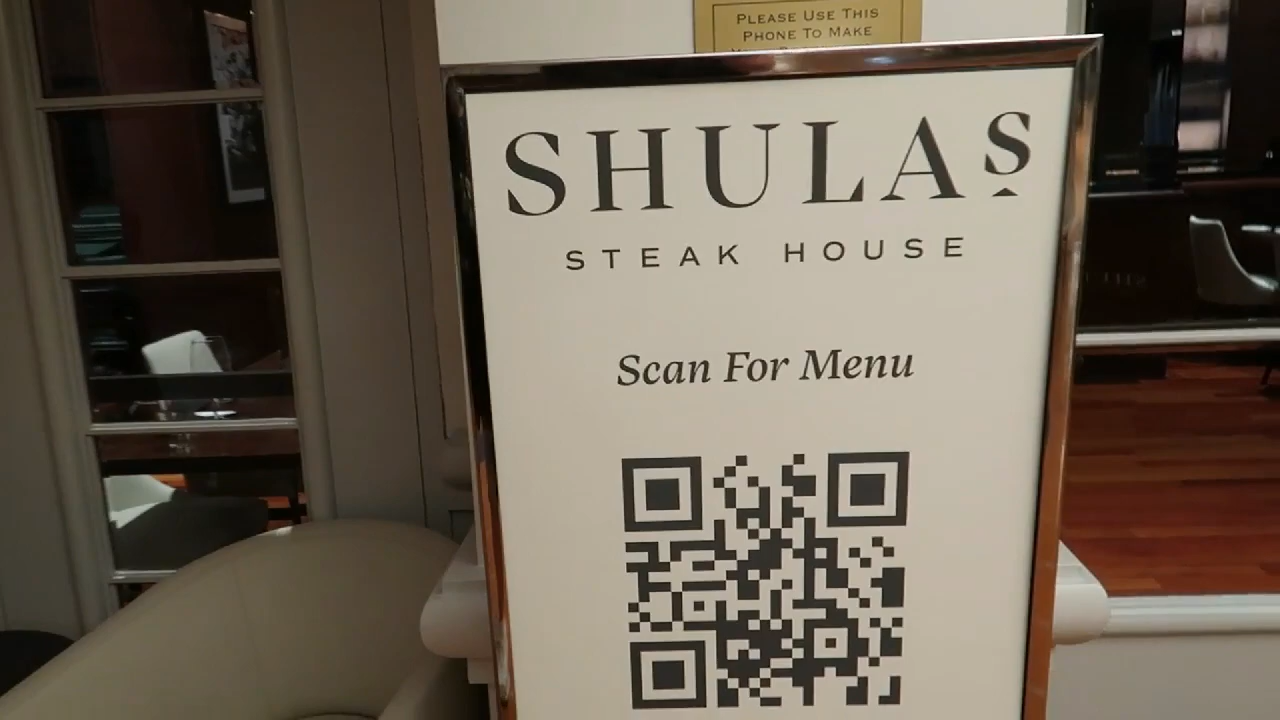 PLEASE USE THIS
PHONE TO MAKE
SHULAS
STEAK HOUSE
Scan For Menu